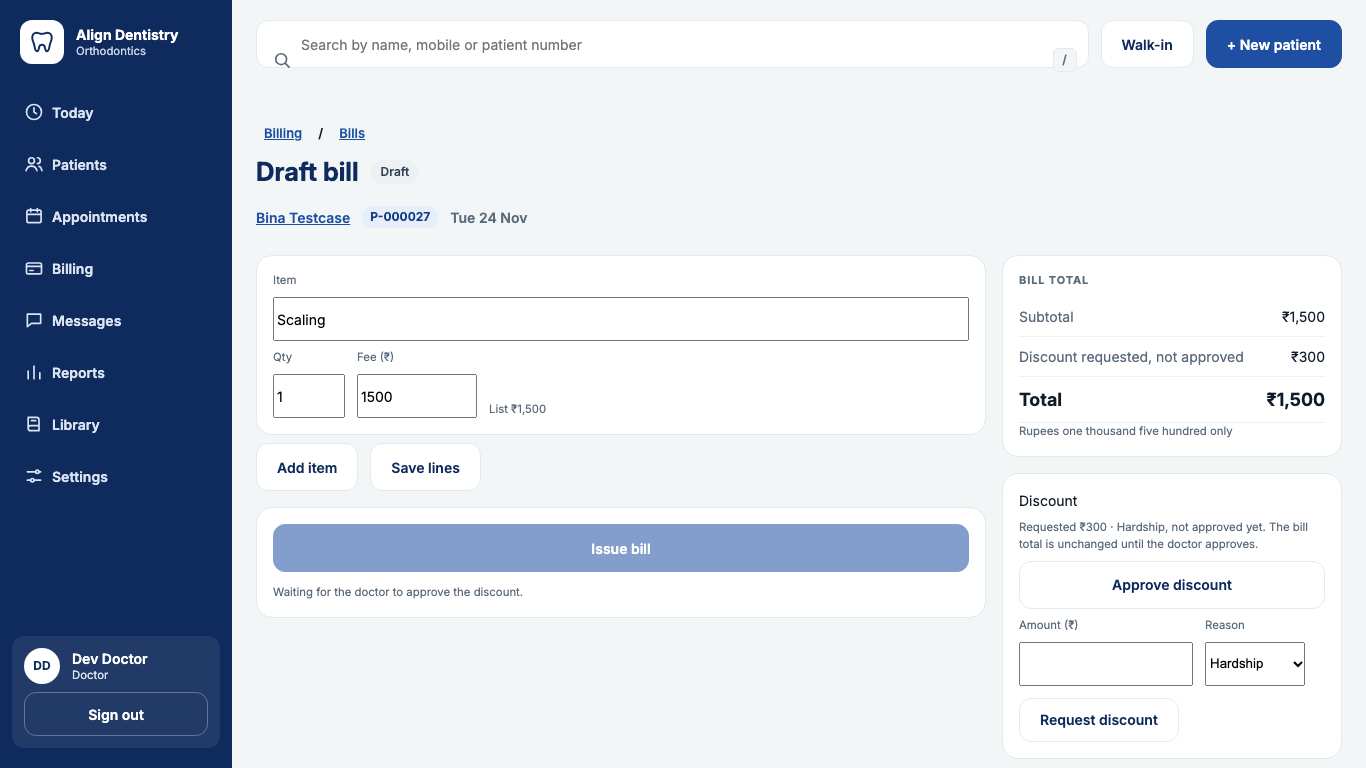 Align Dentistry
Orthodontics
Today
Patients
Appointments
Billing
Messages
Reports
Library
Settings
DD
Dev Doctor
Doctor
Sign out
Search by name, mobile or patient number
/
Walk-in
+ New patient
Billing / Bills
Draft bill Draft
Bina Testcase P-000027 Tue 24 Nov
Item
Scaling
Qty Fee (₹)
1 1500 List ₹1,500
Add item Save lines
Issue bill
Waiting for the doctor to approve the discount.
BILL TOTAL
Subtotal ₹1,500
Discount requested, not approved ₹300
Total ₹1,500
Rupees one thousand five hundred only
Discount
Requested ₹300 · Hardship, not approved yet. The bill
total is unchanged until the doctor approves.
Approve discount
Amount (₹) Reason
Hardship
Request discount